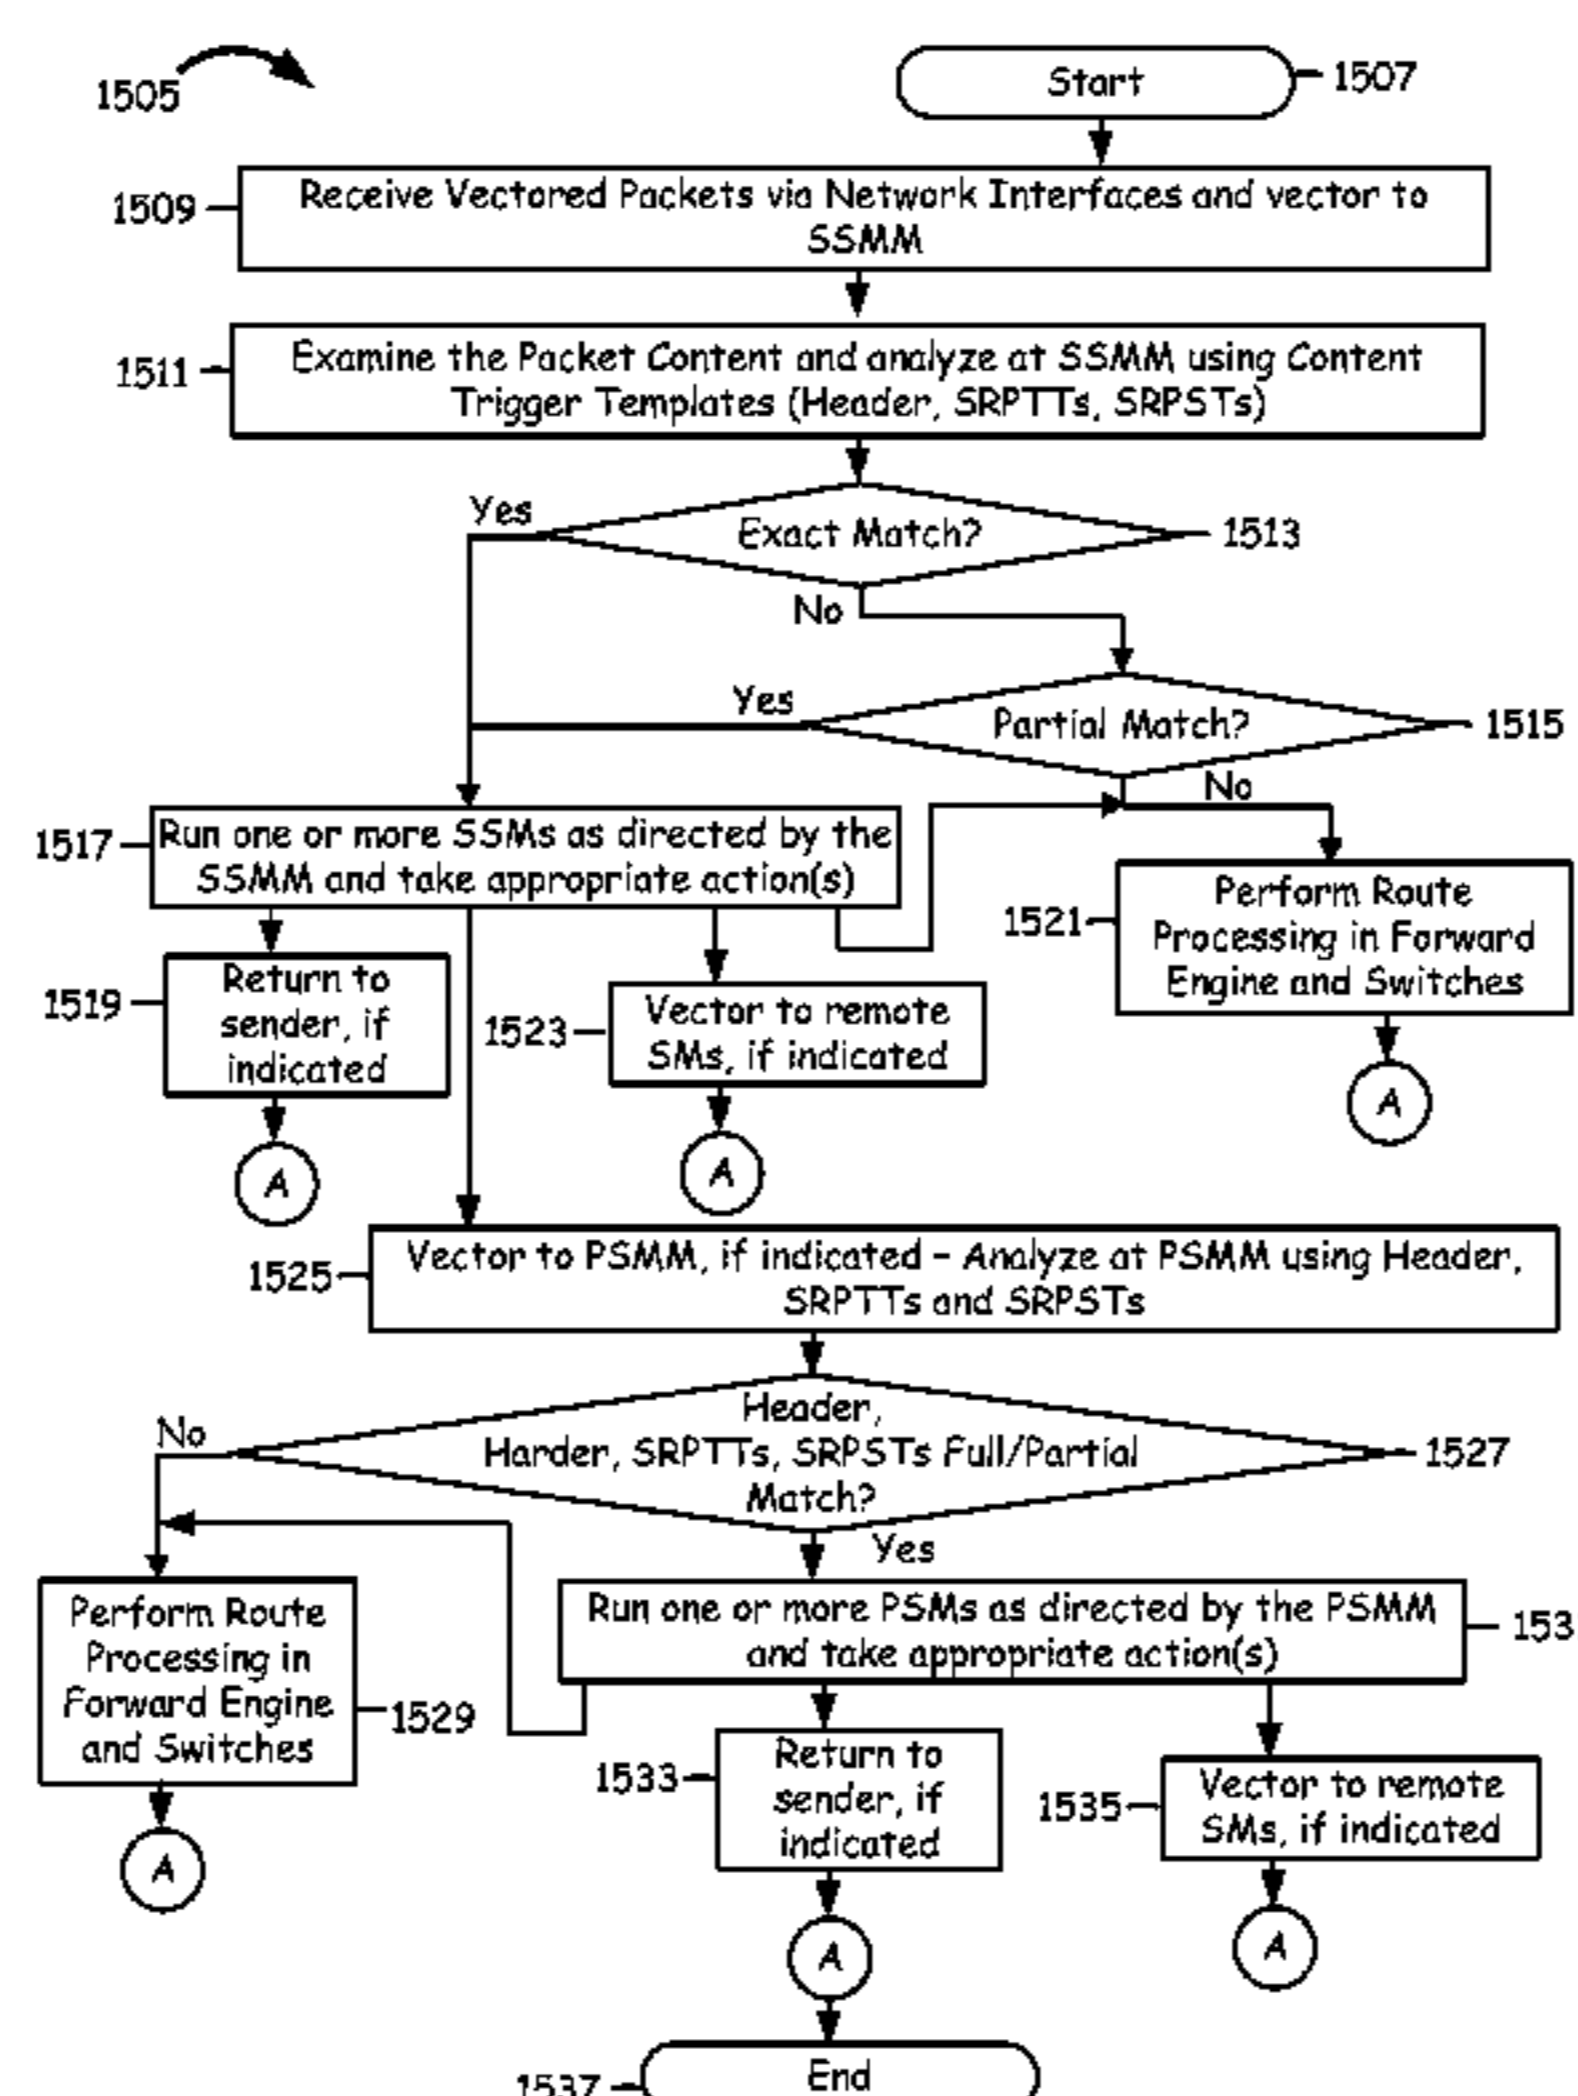 1505
Start
1507
1509
Receive Vectored Packets via Network Interfaces and vector to
SSMM
1511
Examine the Packet Content and analyze at SSMM using Content
Trigger Templates (Header, SRPTTs, SRPSTs)
Yes
Exact Match?
1513
No
Yes
Partial Match?
1515
No
1517
Run one or more SSMs as directed by the
SSMM and take appropriate action(s)
1521
Perform Route
Processing in Forward
Engine and Switches
1519
Return to
sender, if
indicated
1523
Vector to remote
SMs, if indicated
A
A
A
1525
Vector to PSMM, if indicated – Analyze at PSMM using Header,
SRPTTs and SRPSTs
No
Header,
Harder, SRPTTs, SRPSTs Full/Partial
Match?
1527
Yes
Perform Route
Processing in
Forward Engine
and Switches
1529
Run one or more PSMs as directed by the PSMM
and take appropriate action(s)
153
1533
Return to
sender, if
indicated
1535
Vector to remote
SMs, if indicated
A
A
A
1537
End